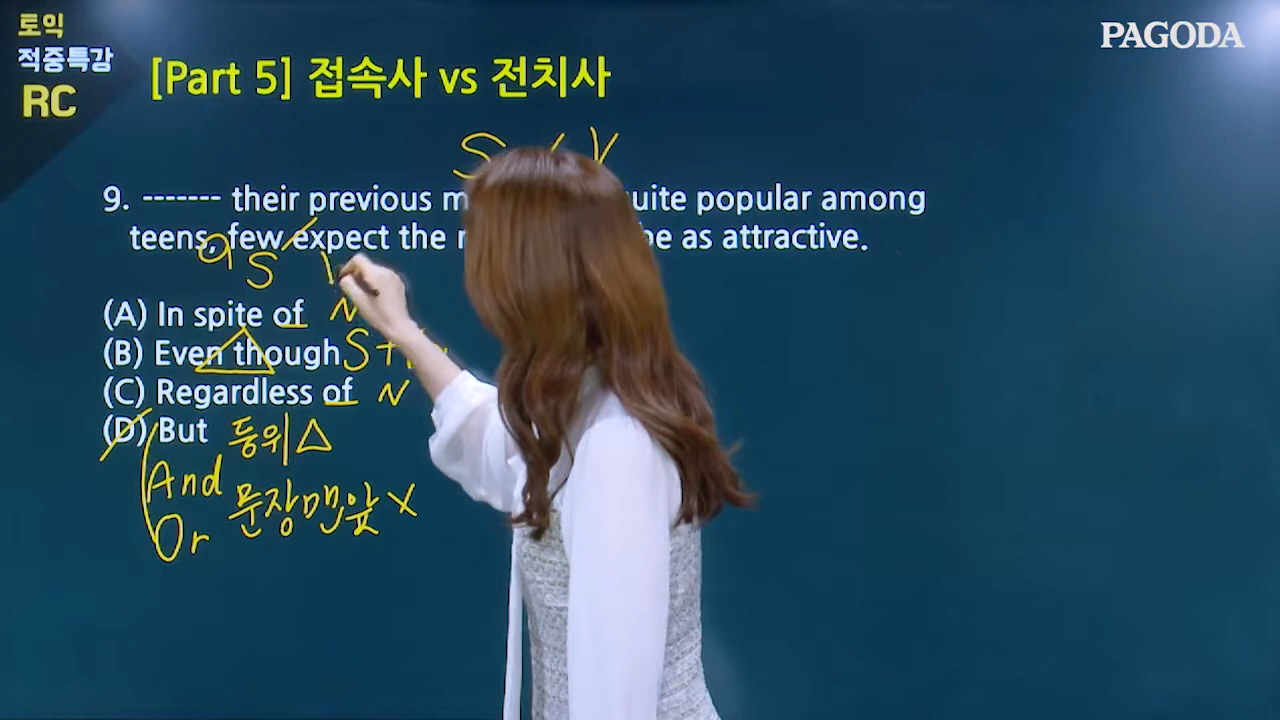 토익
적중특강
RC
PAGODA
[Part 5] 접속사 vs 전치사
S V
9. ------- their previous m uite popular among
teens, few expect the be as attractive.
S
(A) In spite of N
(B) Even though S+
(C) Regardless of N
(D) But 등위△
And
Or 문장맨앞 X